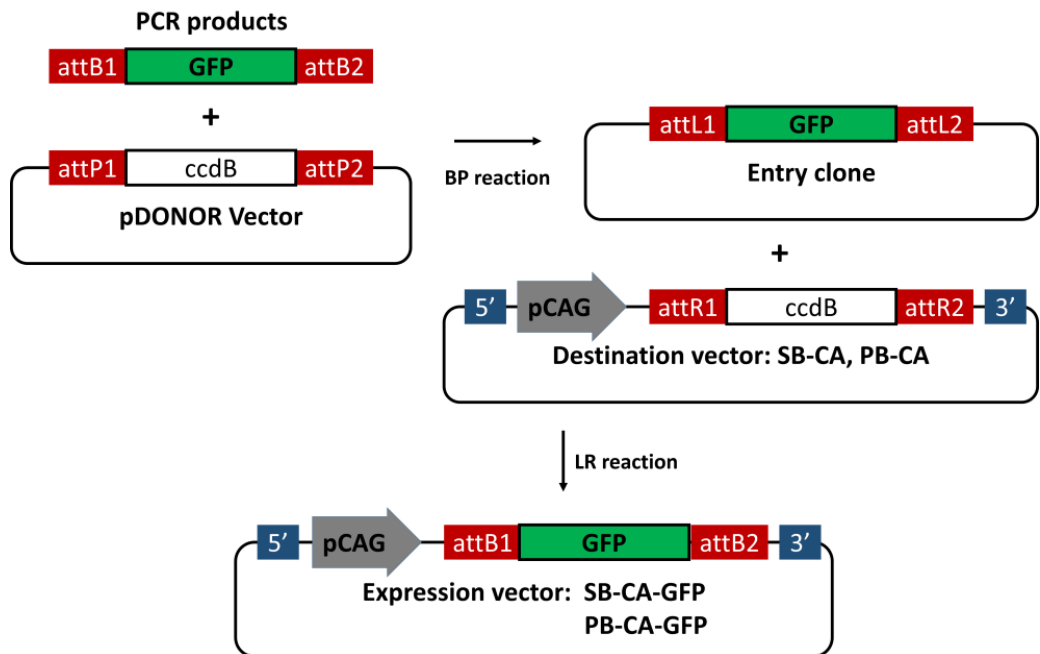 PCR products
attB1 GFP attB2
+
attP1 ccdB attP2
pDONOR Vector
BP reaction
attL1 GFP attL2
Entry clone
+
5’ pCAG attR1 ccdB attR2 3’
Destination vector: SB-CA, PB-CA
LR reaction
5’ pCAG attB1 GFP attB2 3’
Expression vector: SB-CA-GFP
PB-CA-GFP